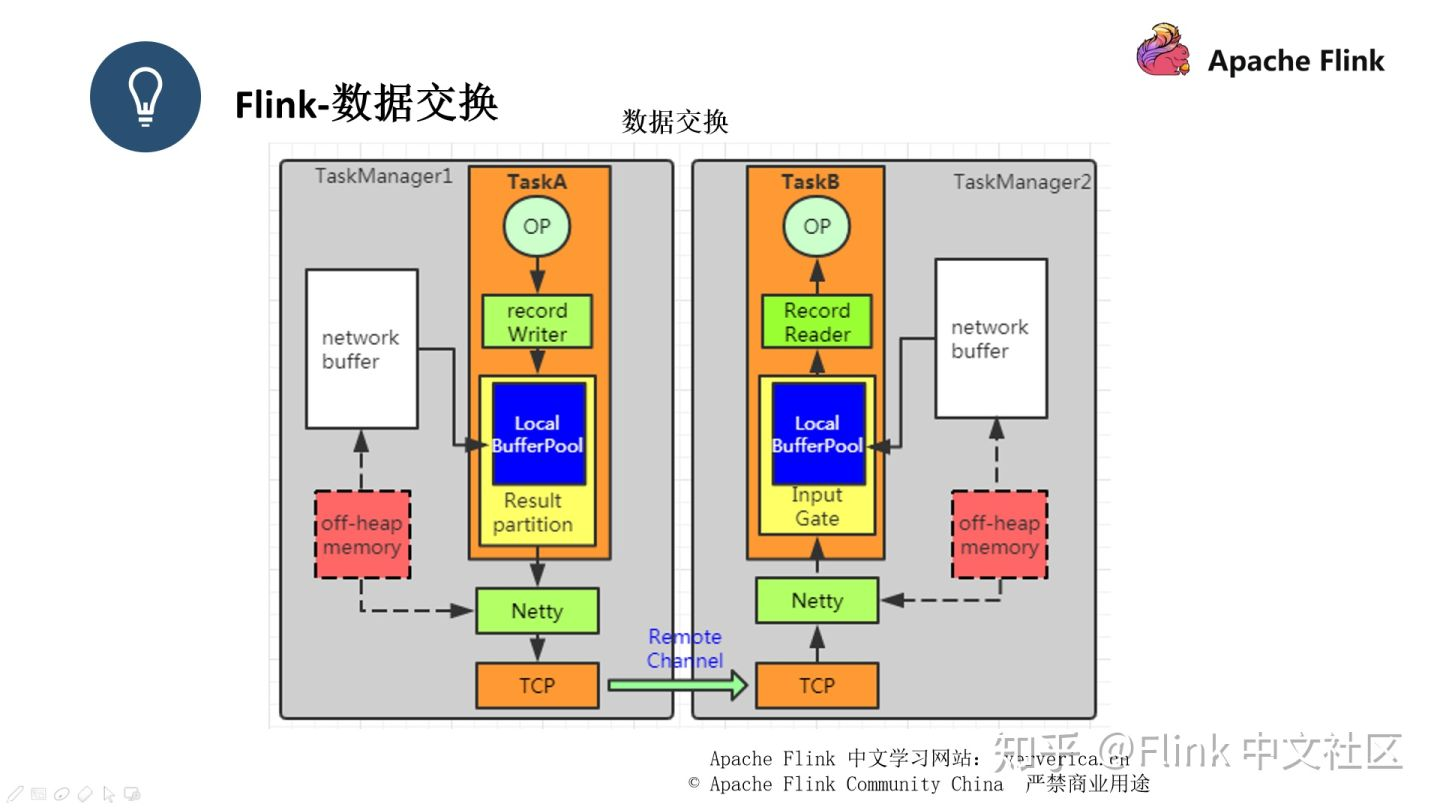 Apache Flink
Flink-数据交换
数据交换
TaskManager1
TaskA
OP
record
Writer
network
buffer
Local
BufferPool
Result
partition
off-heap
memory
Netty
TCP
Remote
Channel
TaskB
TaskManager2
OP
Record
Reader
network
buffer
Local
BufferPool
Input
Gate
off-heap
memory
Netty
TCP
Apache Flink 中文学习网站: ververica.cn
© Apache Flink Community China 严禁商业用途
知乎 @Flink 中文社区